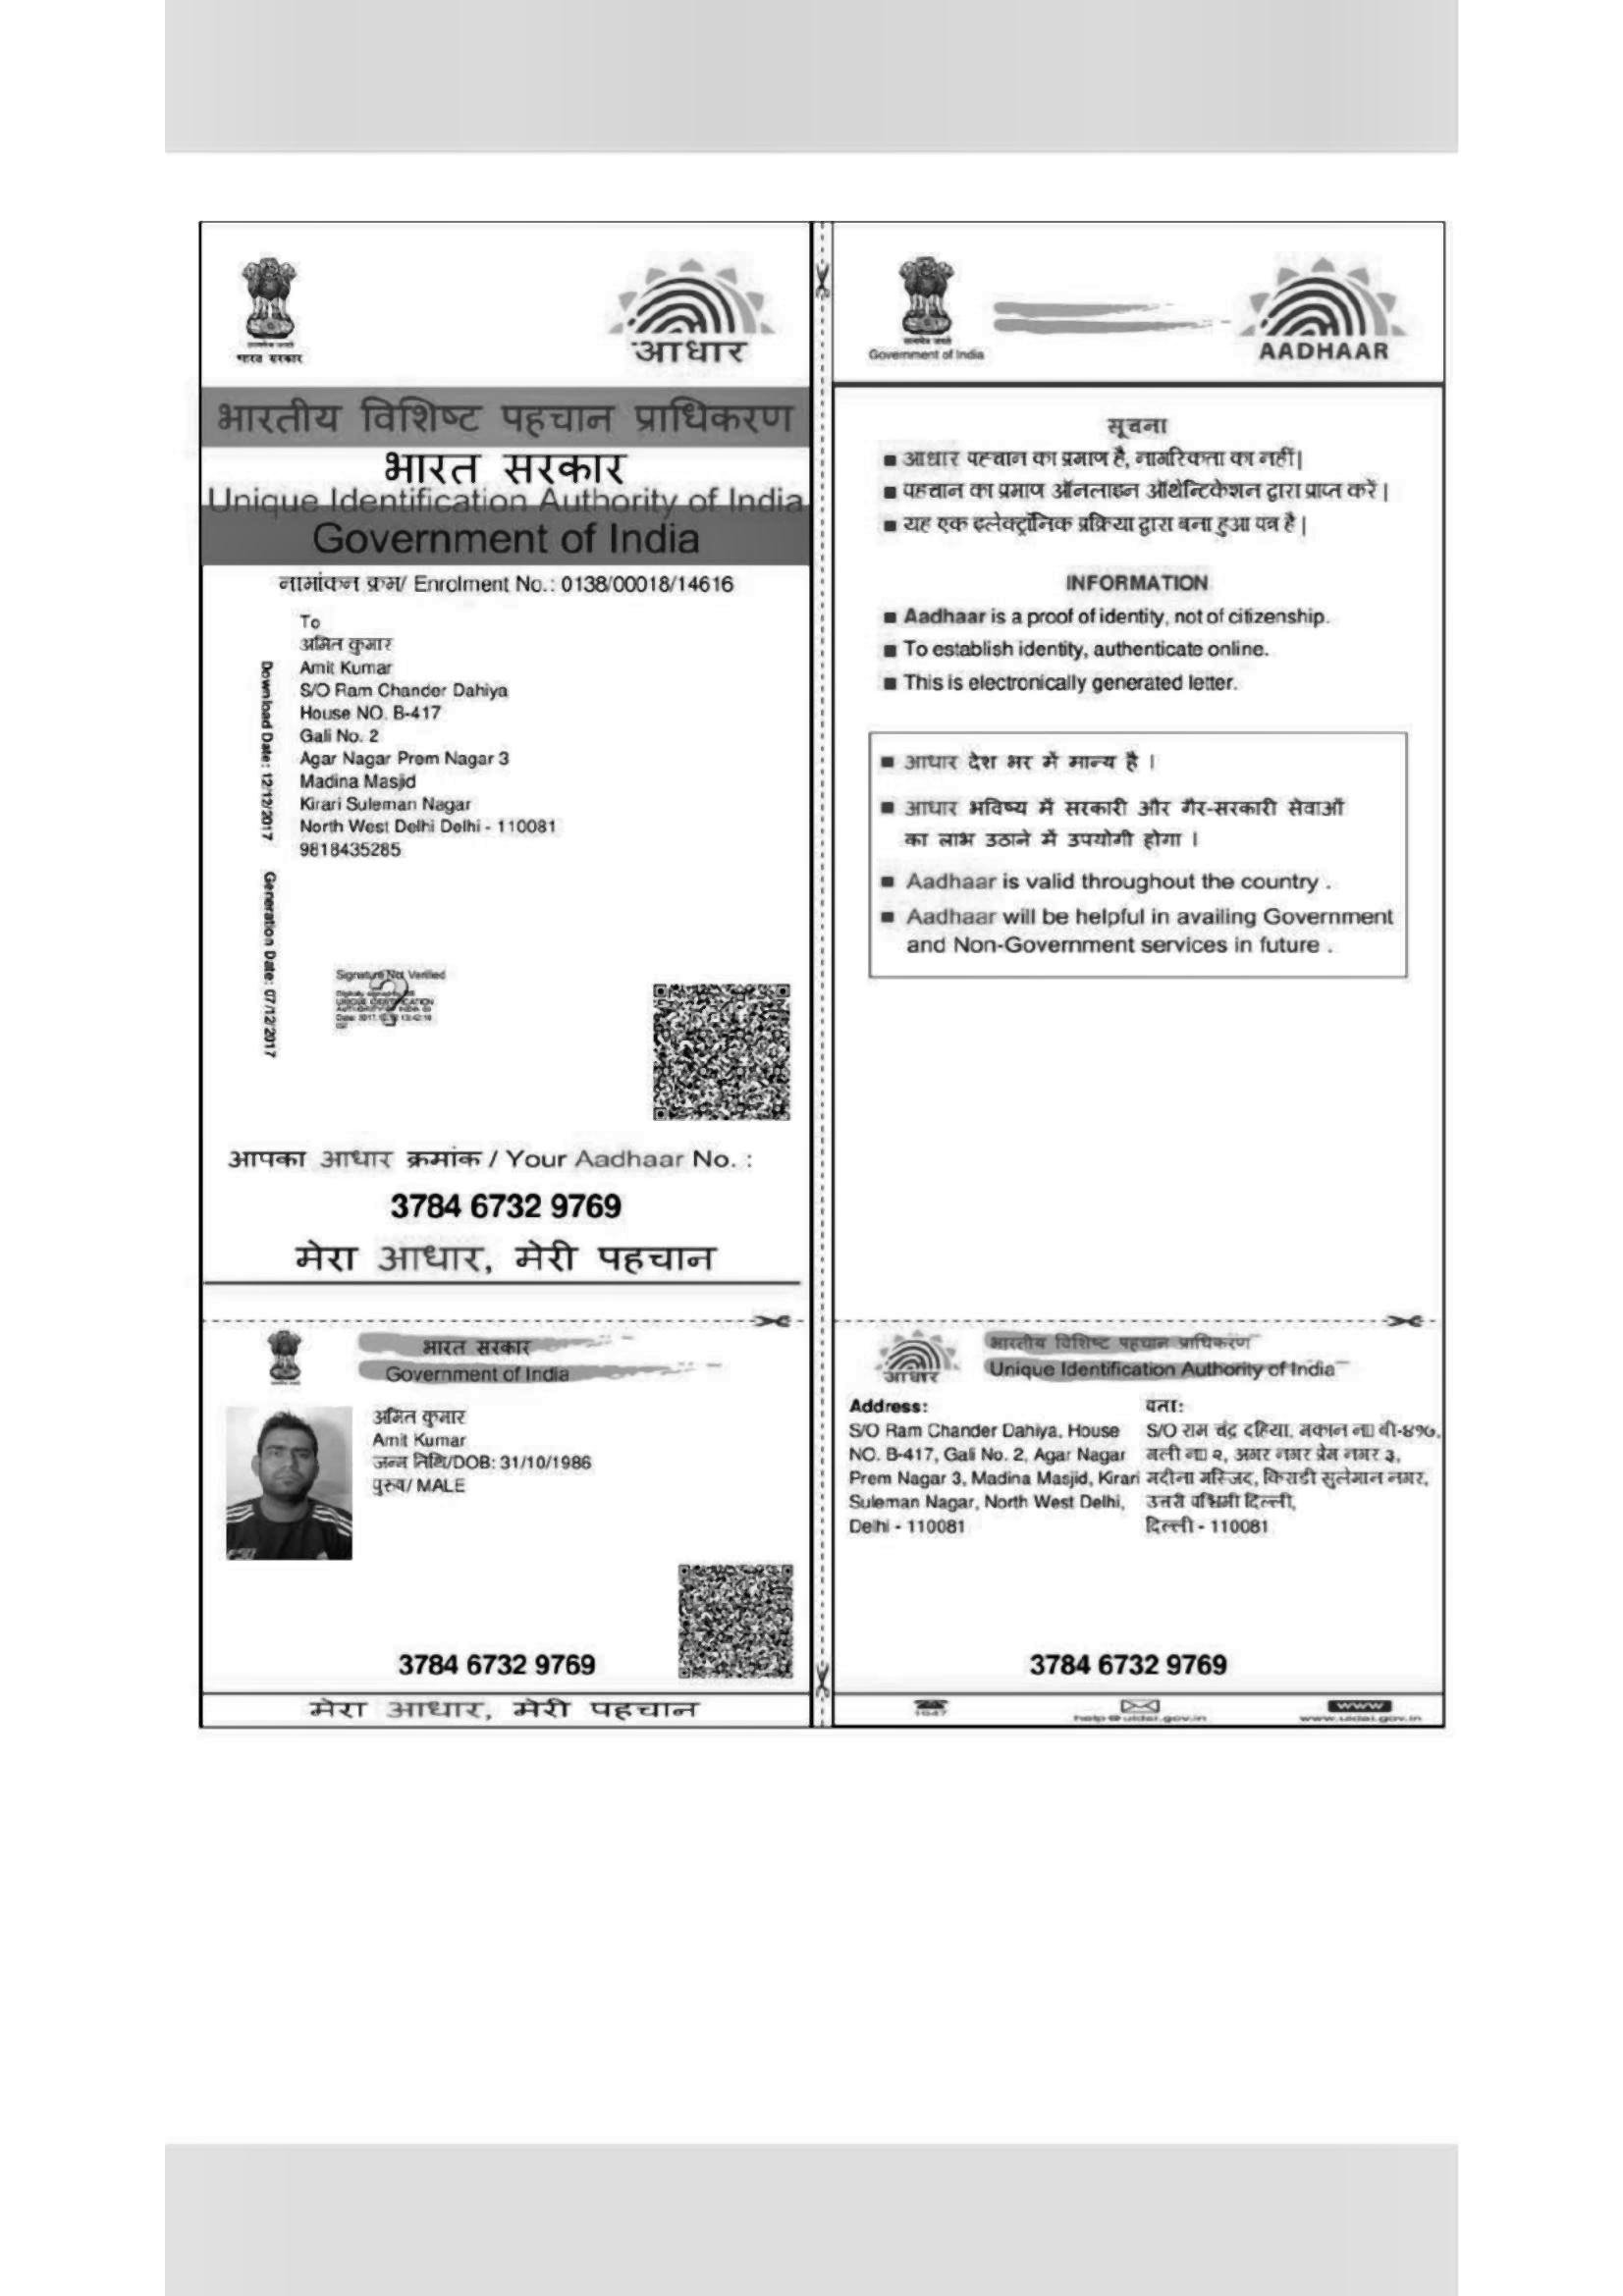 भारत सरकार
आधार
भारतीय विशिष्ट पहचान प्राधिकरण
भारत सरकार
Unique Identification Authority of India
Government of India
नामांकन क्रम/ Enrolment No.: 0138/00018/14616
To
अमित कुमार
Amit Kumar
S/O Ram Chander Dahiya
House NO. B-417
Gali No. 2
Agar Nagar Prem Nagar 3
Madina Masjid
Kirari Suleman Nagar
North West Delhi Delhi - 110081
9818435285
Download Date: 12/12/2017
Generation Date: 07/12/2017
Signature Not Verified
आपका आधार क्रमांक / Your Aadhaar No. :
3784 6732 9769
मेरा आधार, मेरी पहचान
भारत सरकार
Government of India
अमित कुमार
Amit Kumar
जन्म तिथि/DOB: 31/10/1986
पुरुष/ MALE
3784 6732 9769
मेरा आधार, मेरी पहचान
Government of India
AADHAAR
सूचना
■ आधार पहचान का प्रमाण है, नागरिकता का नहीं|
■ पहचान का प्रमाण ऑनलाइन ऑथेन्टिकेशन द्वारा प्राप्त करें |
■ यह एक इलेक्ट्रॉनिक प्रक्रिया द्वारा बना हुआ पत्र है |
INFORMATION
■ Aadhaar is a proof of identity, not of citizenship.
■ To establish identity, authenticate online.
■ This is electronically generated letter.
■ आधार देश भर में मान्य है ।
■ आधार भविष्य में सरकारी और गैर-सरकारी सेवाओं
का लाभ उठाने में उपयोगी होगा ।
■ Aadhaar is valid throughout the country .
■ Aadhaar will be helpful in availing Government
and Non-Government services in future .
आधार
भारतीय विशिष्ट पहचान प्राधिकरण
Unique Identification Authority of India
Address:
S/O Ram Chander Dahiya, House
NO. B-417, Gali No. 2, Agar Nagar
Prem Nagar 3, Madina Masjid, Kirari
Suleman Nagar, North West Delhi,
Delhi - 110081
पता:
S/O राम चंद्र दहिया, मकान न॰ बी-४१७,
गली न॰ २, अगर नगर प्रेम नगर ३,
मदीना मस्जिद, किराडी सुलेमान नगर,
उत्तरी पश्चिमी दिल्ली,
दिल्ली - 110081
3784 6732 9769
1947
help@uidai.gov.in
www
www.uidai.gov.in